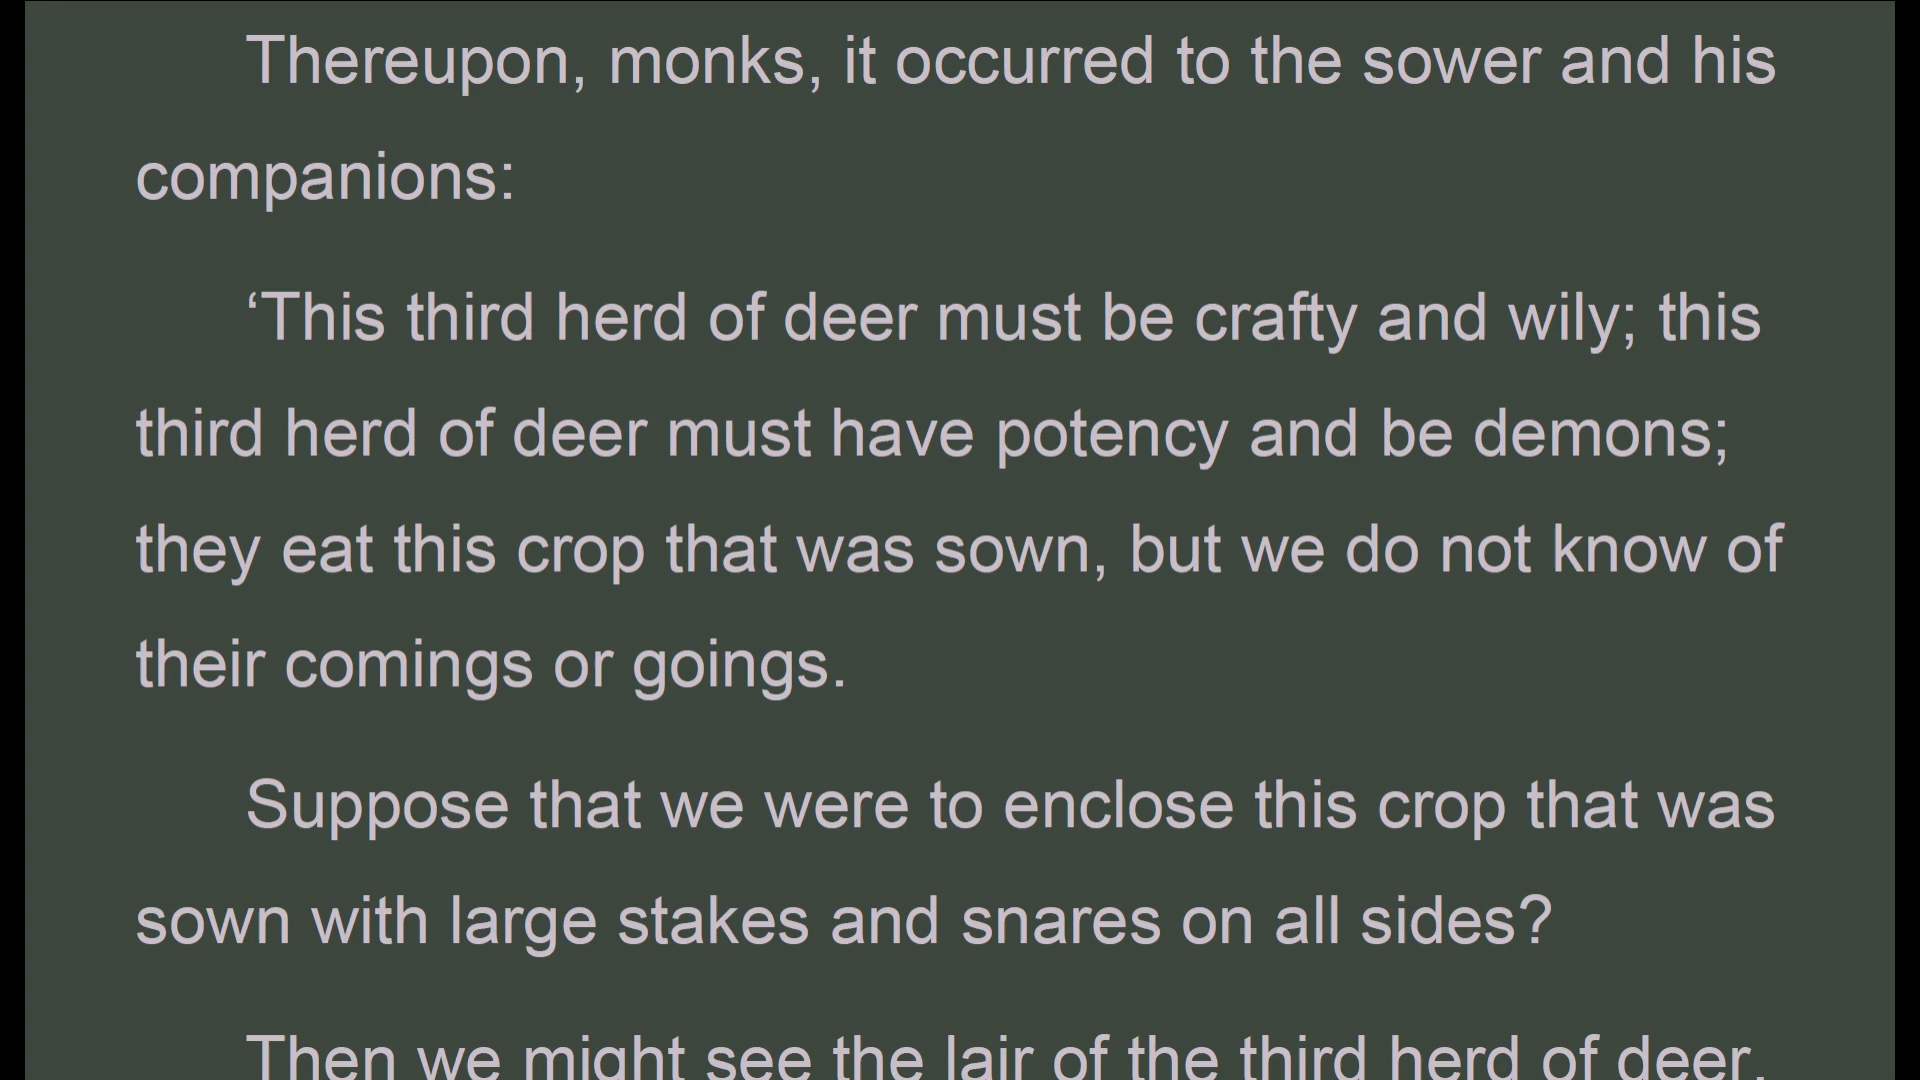 Thereupon, monks, it occurred to the sower and his
companions:
‘This third herd of deer must be crafty and wily; this
third herd of deer must have potency and be demons;
they eat this crop that was sown, but we do not know of
their comings or goings.
Suppose that we were to enclose this crop that was
sown with large stakes and snares on all sides?
Then we might see the lair of the third herd of deer,